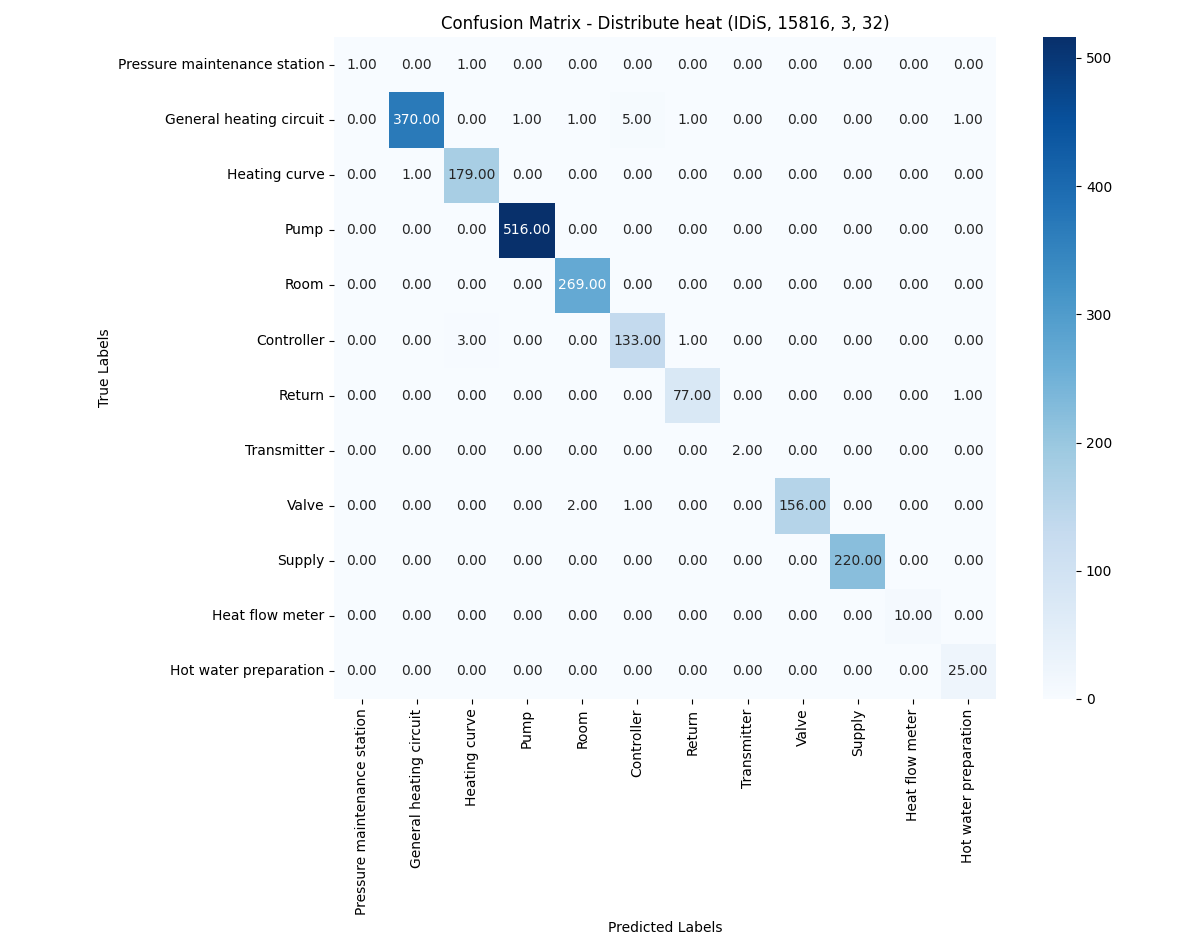 Confusion Matrix - Distribute heat (IDiS, 15816, 3, 32)
Pressure maintenance station 1.00 0.00 1.00 0.00 0.00 0.00 0.00 0.00 0.00 0.00 0.00 0.00
General heating circuit 0.00 370.00 0.00 1.00 1.00 5.00 1.00 0.00 0.00 0.00 0.00 1.00
Heating curve 0.00 1.00 179.00 0.00 0.00 0.00 0.00 0.00 0.00 0.00 0.00 0.00
Pump 0.00 0.00 0.00 516.00 0.00 0.00 0.00 0.00 0.00 0.00 0.00 0.00
Room 0.00 0.00 0.00 0.00 269.00 0.00 0.00 0.00 0.00 0.00 0.00 0.00
Controller 0.00 0.00 3.00 0.00 0.00 133.00 1.00 0.00 0.00 0.00 0.00 0.00
Return 0.00 0.00 0.00 0.00 0.00 0.00 77.00 0.00 0.00 0.00 0.00 1.00
Transmitter 0.00 0.00 0.00 0.00 0.00 0.00 0.00 2.00 0.00 0.00 0.00 0.00
Valve 0.00 0.00 0.00 0.00 2.00 1.00 0.00 0.00 156.00 0.00 0.00 0.00
Supply 0.00 0.00 0.00 0.00 0.00 0.00 0.00 0.00 0.00 220.00 0.00 0.00
Heat flow meter 0.00 0.00 0.00 0.00 0.00 0.00 0.00 0.00 0.00 0.00 10.00 0.00
Hot water preparation 0.00 0.00 0.00 0.00 0.00 0.00 0.00 0.00 0.00 0.00 0.00 25.00
True Labels
Pressure maintenance station
General heating circuit
Heating curve
Pump
Room
Controller
Return
Transmitter
Valve
Supply
Heat flow meter
Hot water preparation
Predicted Labels
500
400
300
200
100
0